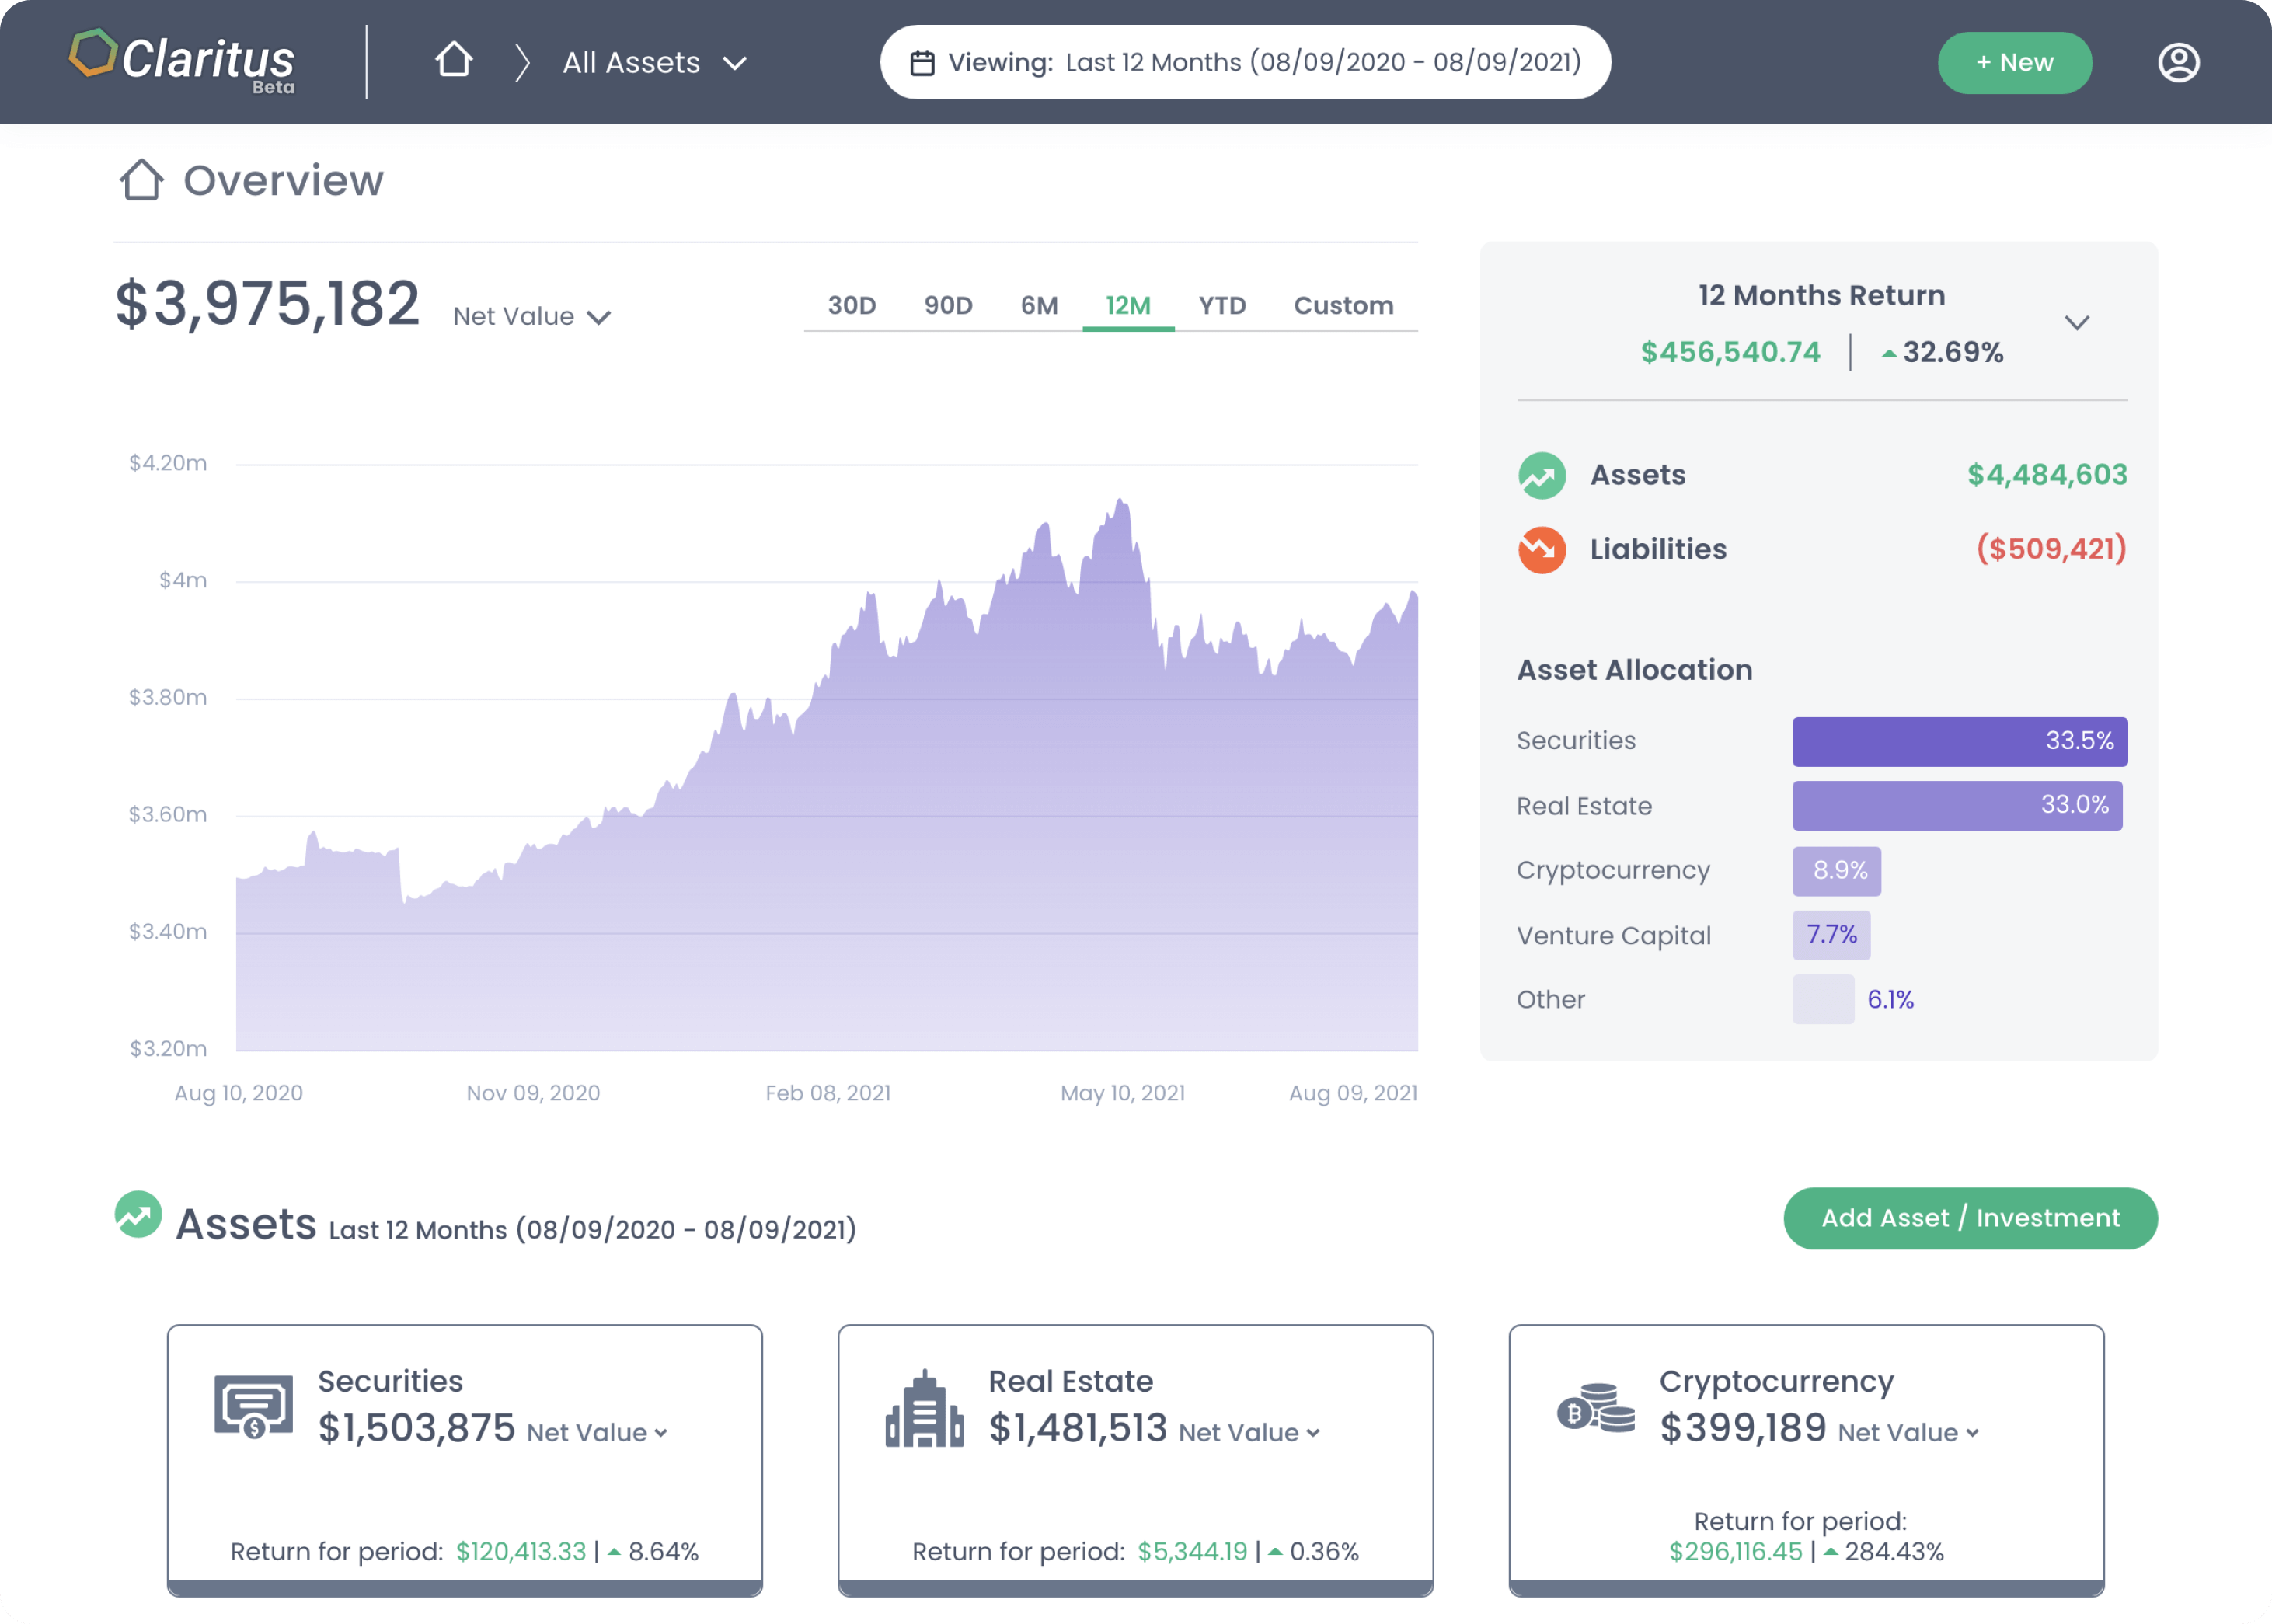 Claritus
Beta
All Assets
Viewing: Last 12 Months (08/09/2020 - 08/09/2021)
+ New
Overview
$3,975,182 Net Value
30D 90D 6M 12M YTD Custom
$4.20m
$4m
$3.80m
$3.60m
$3.40m
$3.20m
Aug 10, 2020 Nov 09, 2020 Feb 08, 2021 May 10, 2021 Aug 09, 2021
12 Months Return
$456,540.74 | 32.69%
Assets $4,484,603
Liabilities ($509,421)
Asset Allocation
Securities 33.5%
Real Estate 33.0%
Cryptocurrency 8.9%
Venture Capital 7.7%
Other 6.1%
Assets Last 12 Months (08/09/2020 - 08/09/2021)
Add Asset / Investment
Securities
$1,503,875 Net Value
Return for period: $120,413.33 | 8.64%
Real Estate
$1,481,513 Net Value
Return for period: $5,344.19 | 0.36%
Cryptocurrency
$399,189 Net Value
Return for period:
$296,116.45 | 284.43%